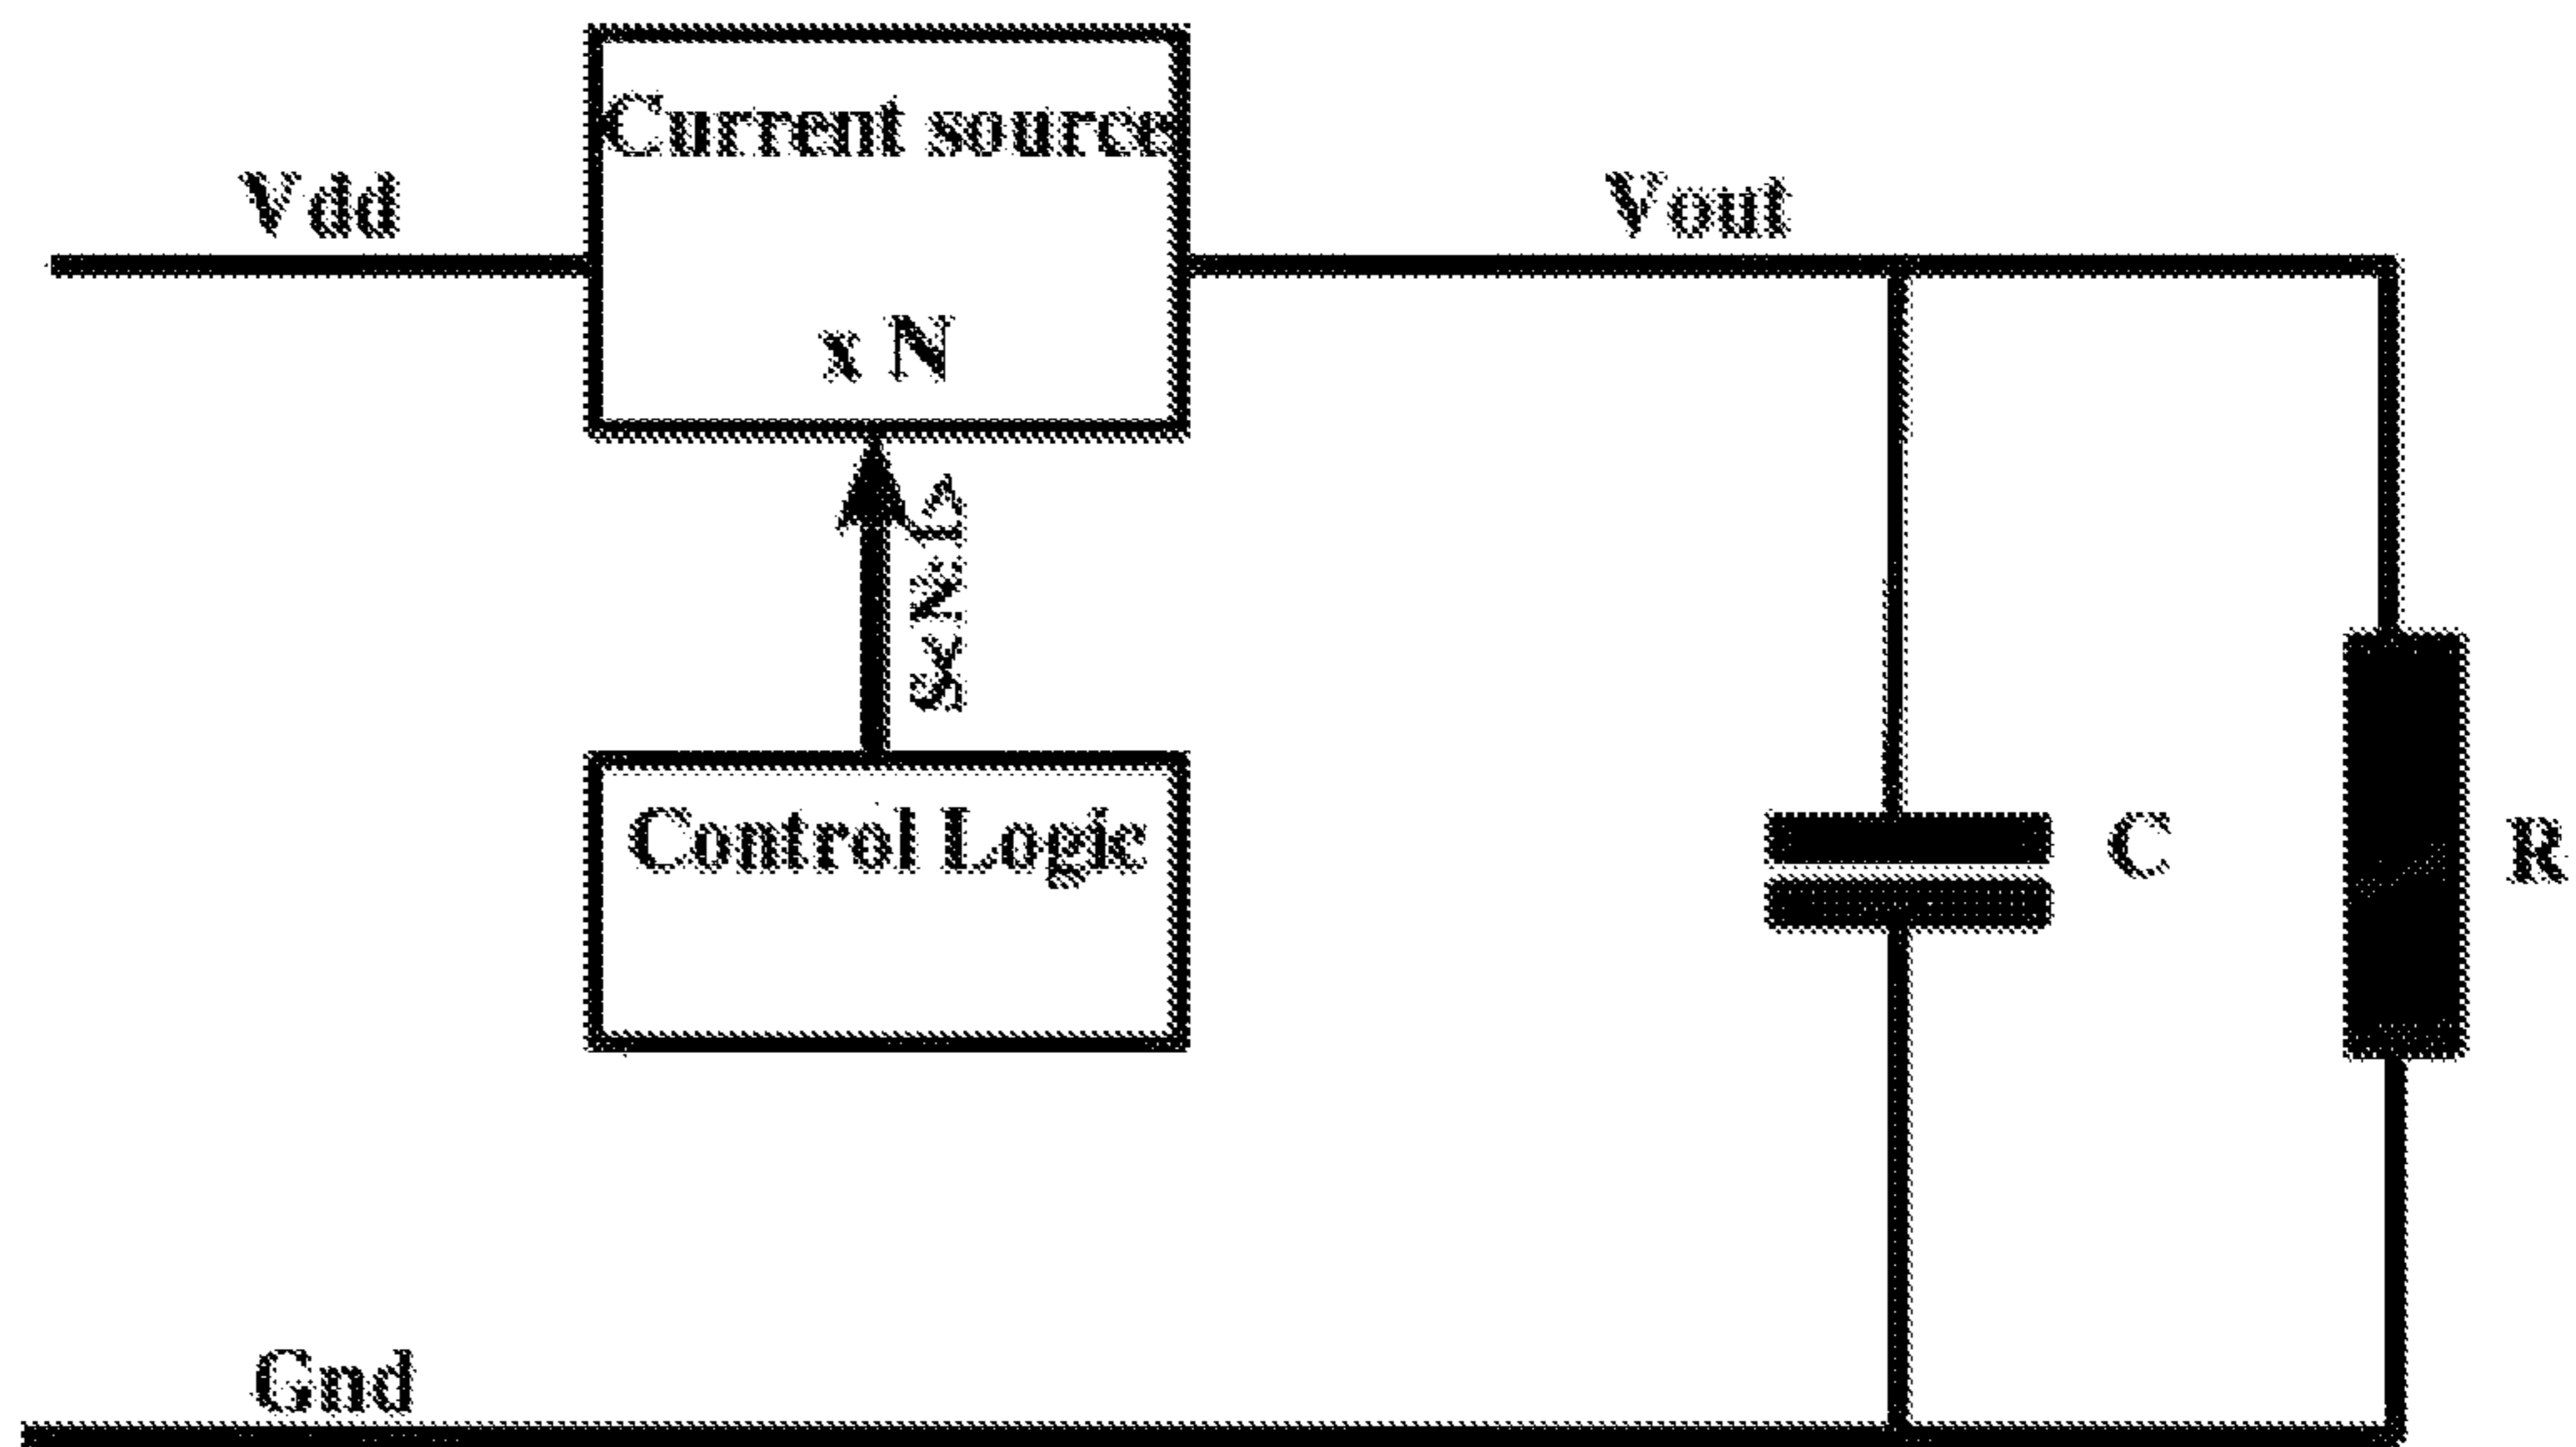 Current source
Vdd
Vout
x N
S<N:1>
Control Logic
C
R
Gnd